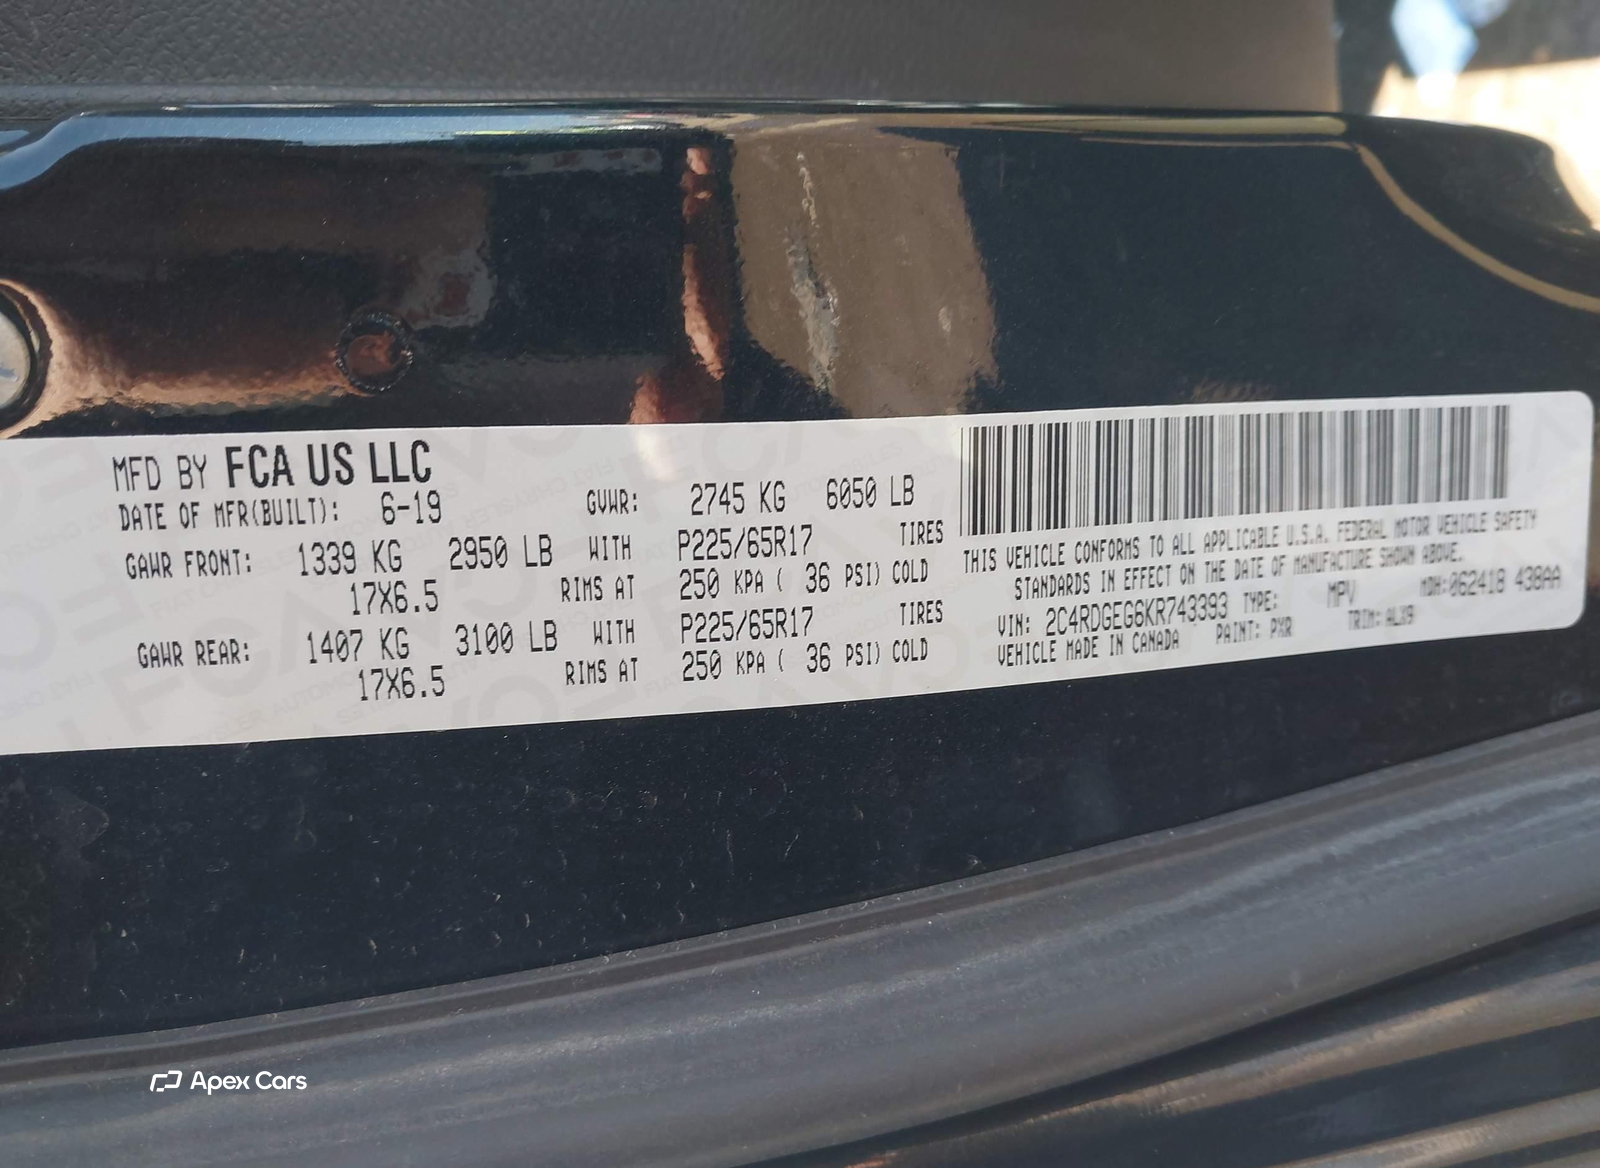 MFD BY FCA US LLC
DATE OF MFR(BUILT): 6-19 GVWR: 2745 KG 6050 LB
GAWR FRONT: 1339 KG 2950 LB WITH P225/65R17 TIRES
17X6.5 RIMS AT 250 KPA ( 36 PSI) COLD
GAWR REAR: 1407 KG 3100 LB WITH P225/65R17 TIRES
17X6.5 RIMS AT 250 KPA ( 36 PSI) COLD
THIS VEHICLE CONFORMS TO ALL APPLICABLE U.S.A. FEDERAL MOTOR VEHICLE SAFETY
STANDARDS IN EFFECT ON THE DATE OF MANUFACTURE SHOWN ABOVE.
VIN: 2C4RDGEG6KR743393 TYPE: MPV MDH:062418 438AA
VEHICLE MADE IN CANADA PAINT: PXR TRIM:ALX9
Apex Cars